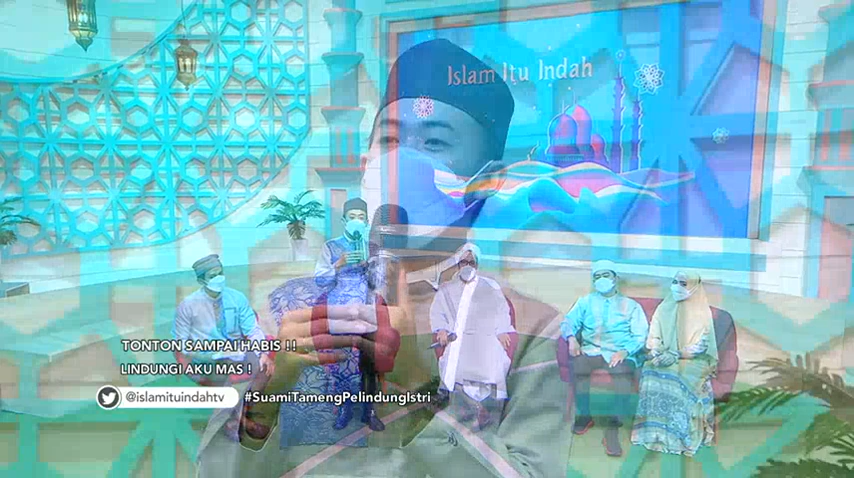 Islam Itu Indah
TONTON SAMPAI HABIS !!
LINDUNGI AKU MAS !
@islamituindahtv #SuamiTamengPelindungIstri